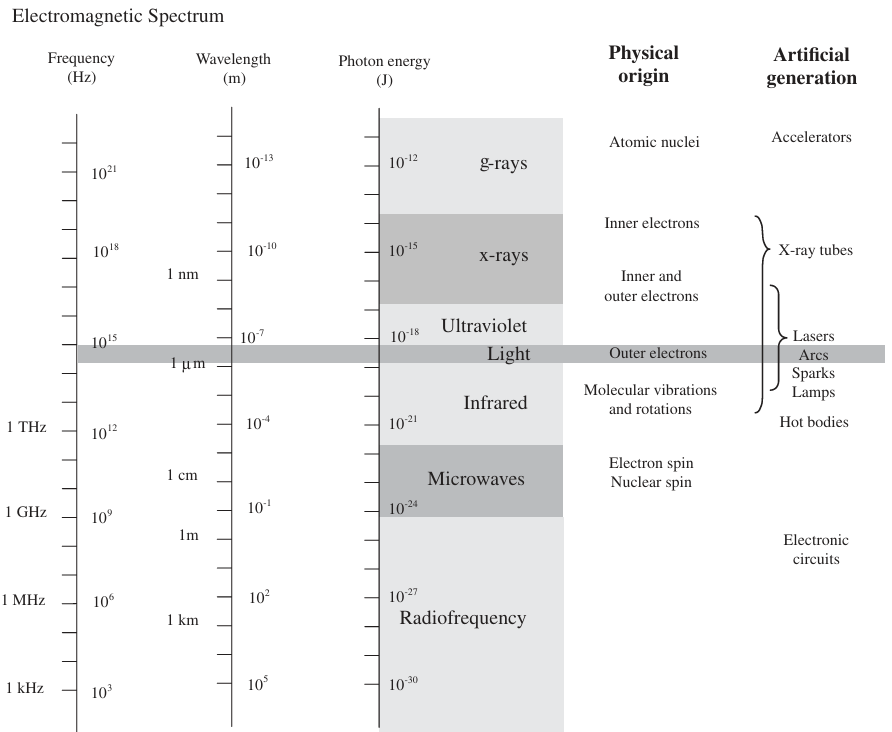 Electromagnetic Spectrum
Frequency
(Hz)
Wavelength
(m)
Photon energy
(J)
Physical
origin
Artificial
generation
10^21
10^18
10^15
1 THz
10^12
1 GHz
10^9
1 MHz
10^6
1 kHz
10^3
10^-13
10^-10
1 nm
10^-7
1 μm
10^-4
1 cm
10^-1
1m
10^2
1 km
10^5
10^-12
10^-15
10^-18
10^-21
10^-24
10^-27
10^-30
g-rays
x-rays
Ultraviolet
Light
Infrared
Microwaves
Radiofrequency
Atomic nuclei
Inner electrons
Inner and
outer electrons
Outer electrons
Molecular vibrations
and rotations
Electron spin
Nuclear spin
Accelerators
X-ray tubes
Lasers
Arcs
Sparks
Lamps
Hot bodies
Electronic
circuits